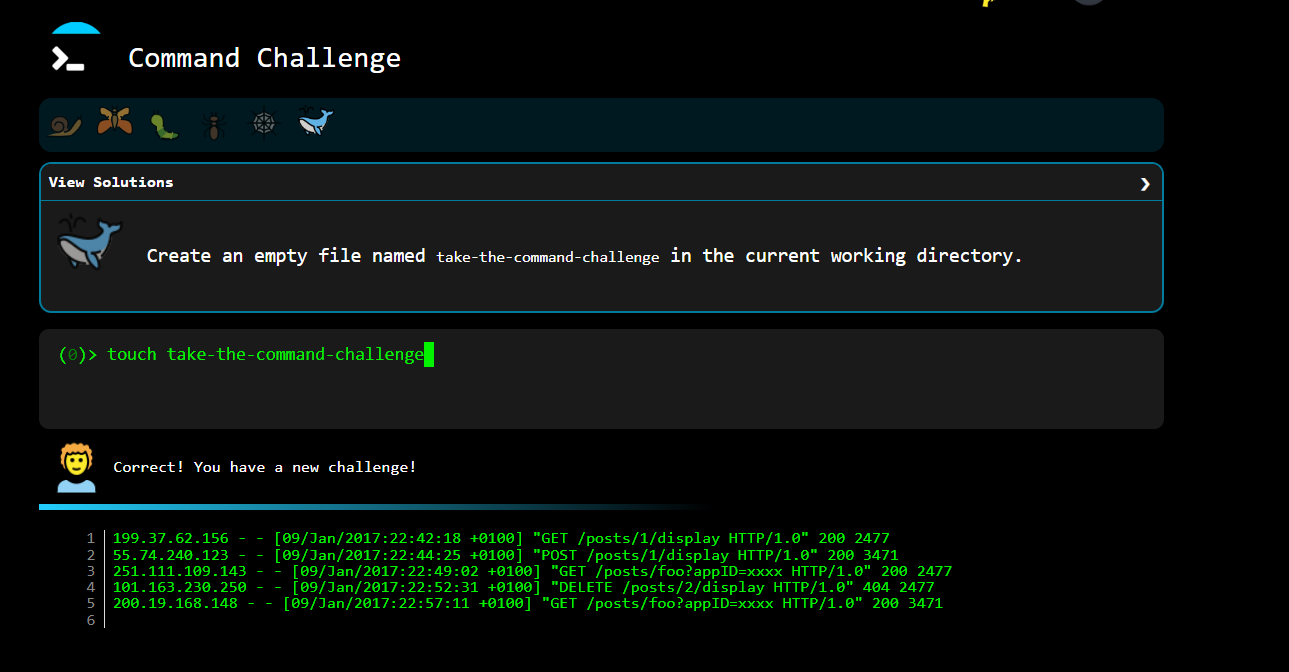 Command Challenge
View Solutions
Create an empty file named take-the-command-challenge in the current working directory.
(0)> touch take-the-command-challenge
Correct! You have a new challenge!
1 199.37.62.156 - - [09/Jan/2017:22:42:18 +0100] "GET /posts/1/display HTTP/1.0" 200 2477
2 55.74.240.123 - - [09/Jan/2017:22:44:25 +0100] "POST /posts/1/display HTTP/1.0" 200 3471
3 251.111.109.143 - - [09/Jan/2017:22:49:02 +0100] "GET /posts/foo?appID=xxxx HTTP/1.0" 200 2477
4 101.163.230.250 - - [09/Jan/2017:22:52:31 +0100] "DELETE /posts/2/display HTTP/1.0" 404 2477
5 200.19.168.148 - - [09/Jan/2017:22:57:11 +0100] "GET /posts/foo?appID=xxxx HTTP/1.0" 200 3471
6